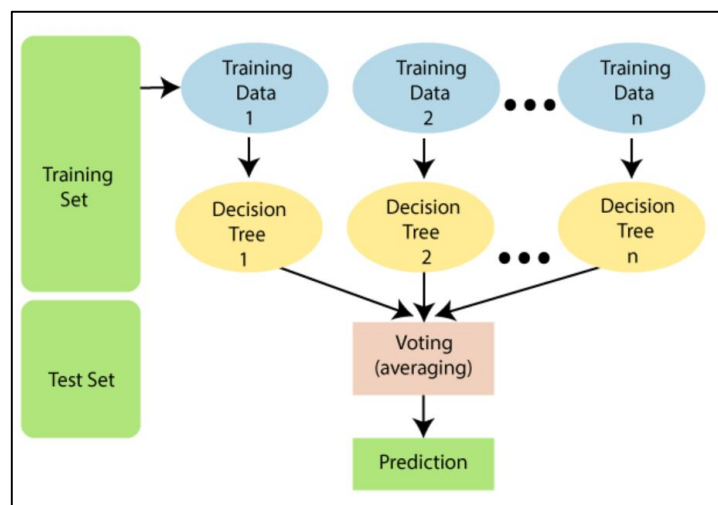 Training
Set
Test Set
Training
Data
1
Training
Data
2
Training
Data
n
Decision
Tree
1
Decision
Tree
2
Decision
Tree
n
Voting
(averaging)
Prediction